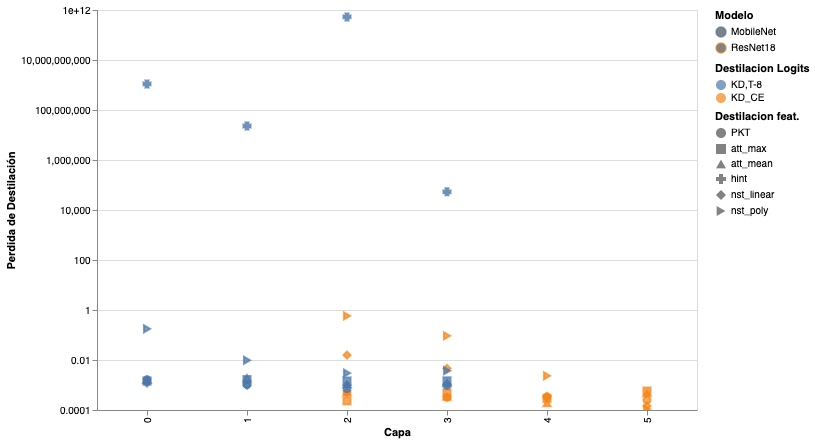 1e+12
10,000,000,000
100,000,000
1,000,000
10,000
100
1
0.01
0.0001
Perdida de Destilación
0 1 2 3 4 5
Capa
Modelo
MobileNet
ResNet18
Destilacion Logits
KD,T-8
KD_CE
Destilacion feat.
PKT
att_max
att_mean
hint
nst_linear
nst_poly